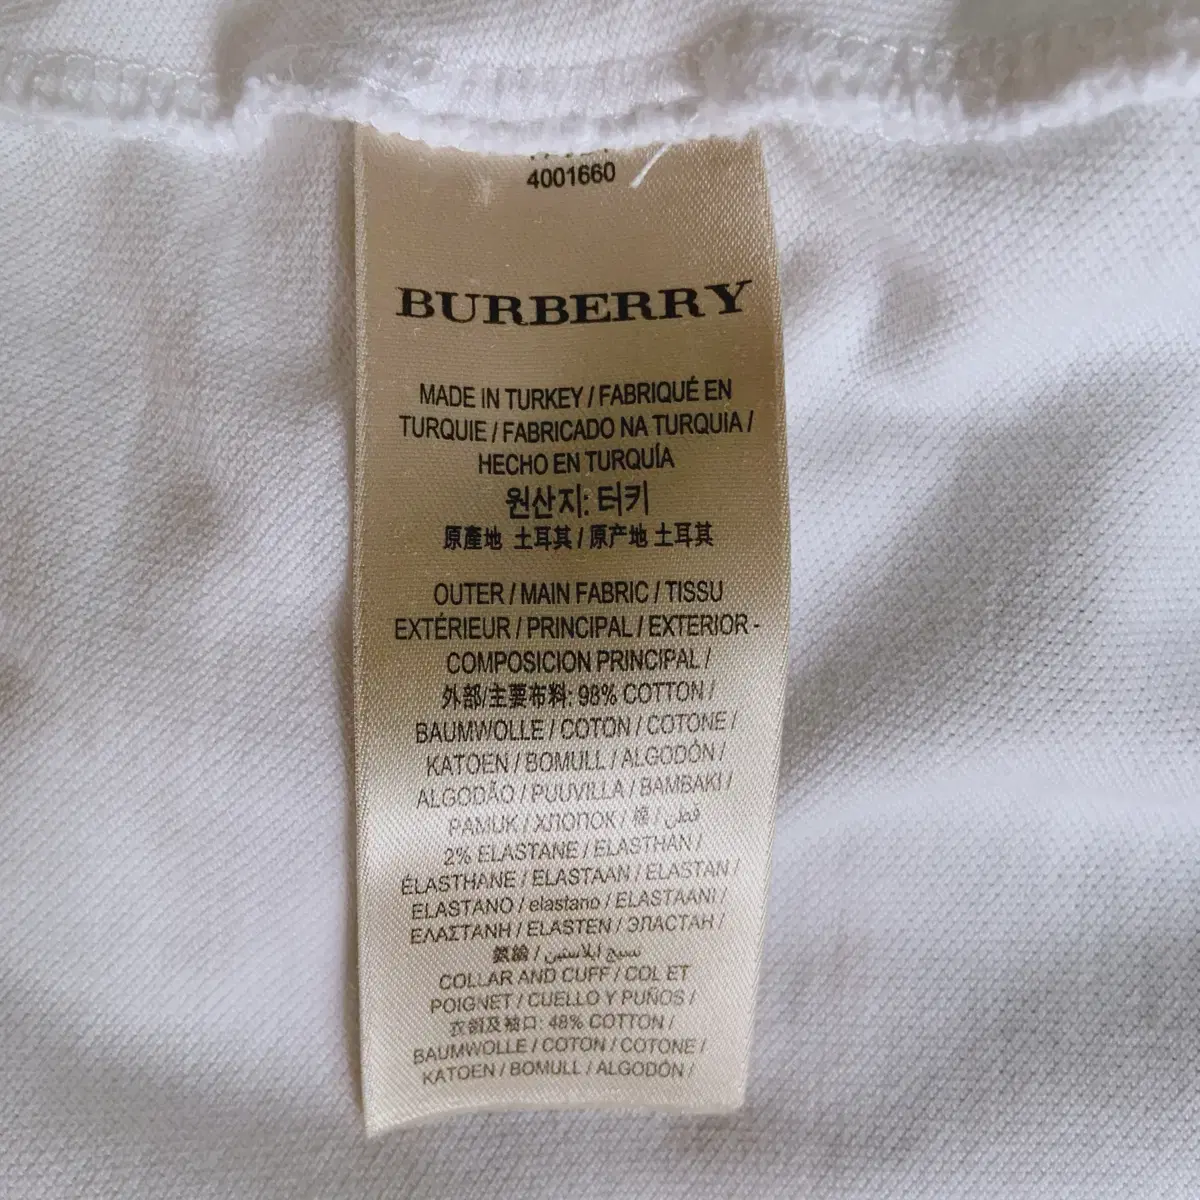 4001660
BURBERRY
MADE IN TURKEY / FABRIQUÉ EN
TURQUIE / FABRICADO NA TURQUIA /
HECHO EN TURQUÍA
원산지: 터키
原產地 土耳其 / 原产地 土耳其
OUTER / MAIN FABRIC / TISSU
EXTÉRIEUR / PRINCIPAL / EXTERIOR -
COMPOSICION PRINCIPAL /
外部/主要布料: 98% COTTON /
BAUMWOLLE / COTON / COTONE /
KATOEN / BOMULL / ALGODÓN /
ALGODÃO / PUUVILLA / BAMBAKI /
PAMUK / ХЛОПОК / 棉 / قطن
2% ELASTANE / ELASTHAN /
ÉLASTHANE / ELASTAAN / ELASTAN /
ELASTANO / elastano / ELASTAANI /
ΕΛΑΣΤΑΝΗ / ELASTEN / ЭЛАСТАН /
نسيج ايلاستين /
COLLAR AND CUFF / COL ET
POIGNET / CUELLO Y PUÑOS /
衣領及袖口: 48% COTTON /
BAUMWOLLE / COTON / COTONE /
KATOEN / BOMULL / ALGODÓN /